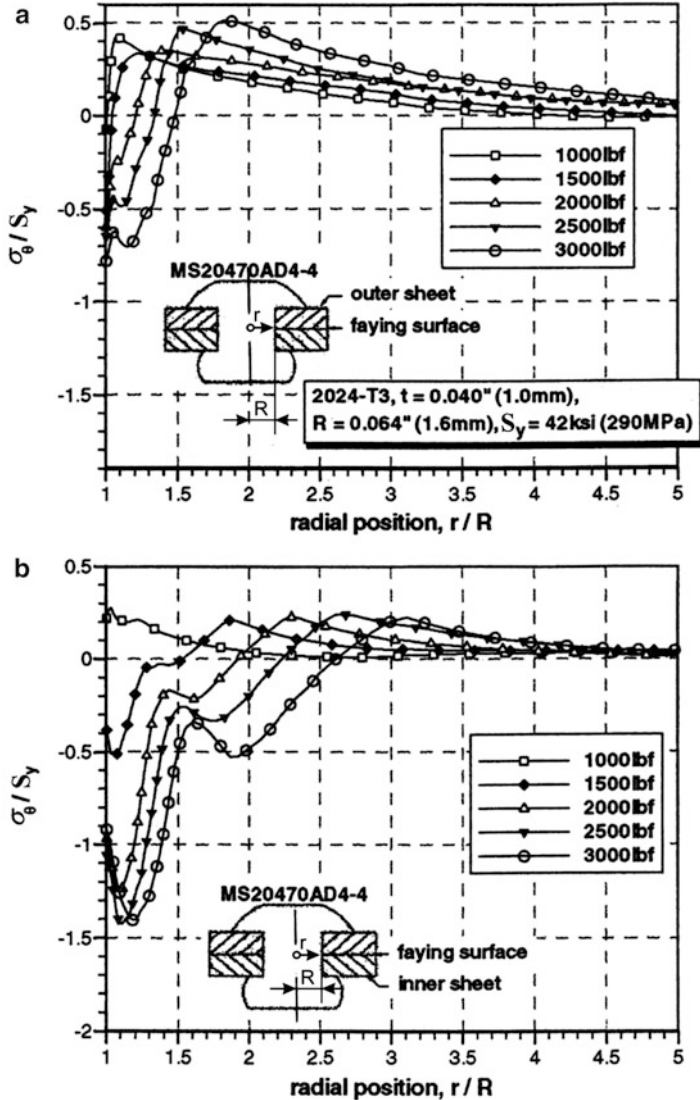 a
0.5
0
-0.5
-1
-1.5
σθ / Sy
1000lbf
1500lbf
2000lbf
2500lbf
3000lbf
MS20470AD4-4
r
R
outer sheet
faying surface
2024-T3, t = 0.040" (1.0mm),
R = 0.064" (1.6mm), Sy = 42ksi (290MPa)
1 1.5 2 2.5 3 3.5 4 4.5 5
radial position, r / R
b
0.5
0
-0.5
-1
-1.5
-2
σθ / Sy
1000lbf
1500lbf
2000lbf
2500lbf
3000lbf
MS20470AD4-4
r
R
faying surface
inner sheet
1 1.5 2 2.5 3 3.5 4 4.5 5
radial position, r / R